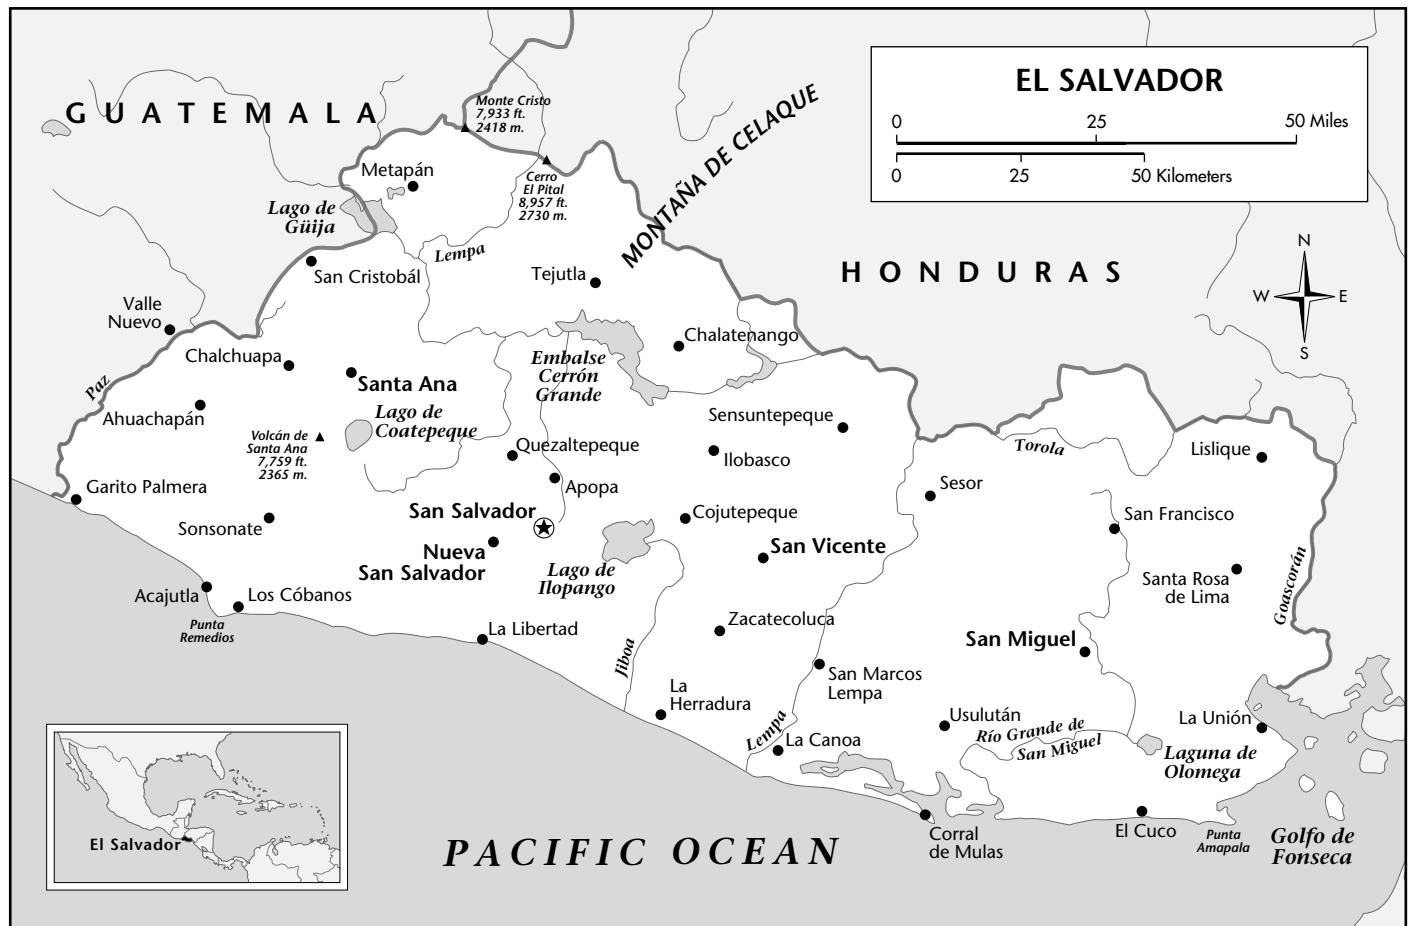 EL SALVADOR
0 25 50 Miles
0 25 50 Kilometers
GUATEMALA
Monte Cristo
7,933 ft.
2418 m.
MONTAÑA DE CELAQUE
Metapán
Cerro
El Pital
8,957 ft.
2730 m.
Lago de
Güija
Lempa
HONDURAS
N
W E
S
San Cristobál
Tejutla
Valle
Nuevo
Chalatenango
Chalchuapa
Embalse
Cerrón
Grande
Paz
Santa Ana
Ahuachapán
Lago de
Coatepeque
Sensuntepeque
Volcán de
Santa Ana
7,759 ft.
2365 m.
Quezaltepeque
Ilobasco
Torola
Lislique
Garito Palmera
Apopa
Sesor
San Salvador
Cojutepeque
San Francisco
Sonsonate
Nueva
San Salvador
San Vicente
Lago de
Ilopango
Santa Rosa
de Lima
Goascorán
Acajutla
Los Cóbanos
Punta
Remedios
La Libertad
Zacatecoluca
San Miguel
Jiboa
San Marcos
Lempa
La
Herradura
Usulután
La Unión
Lempa
La Canoa
Río Grande de
San Miguel
Laguna de
Olomega
El Salvador
PACIFIC OCEAN
Corral
de Mulas
El Cuco
Punta
Amapala
Golfo de
Fonseca